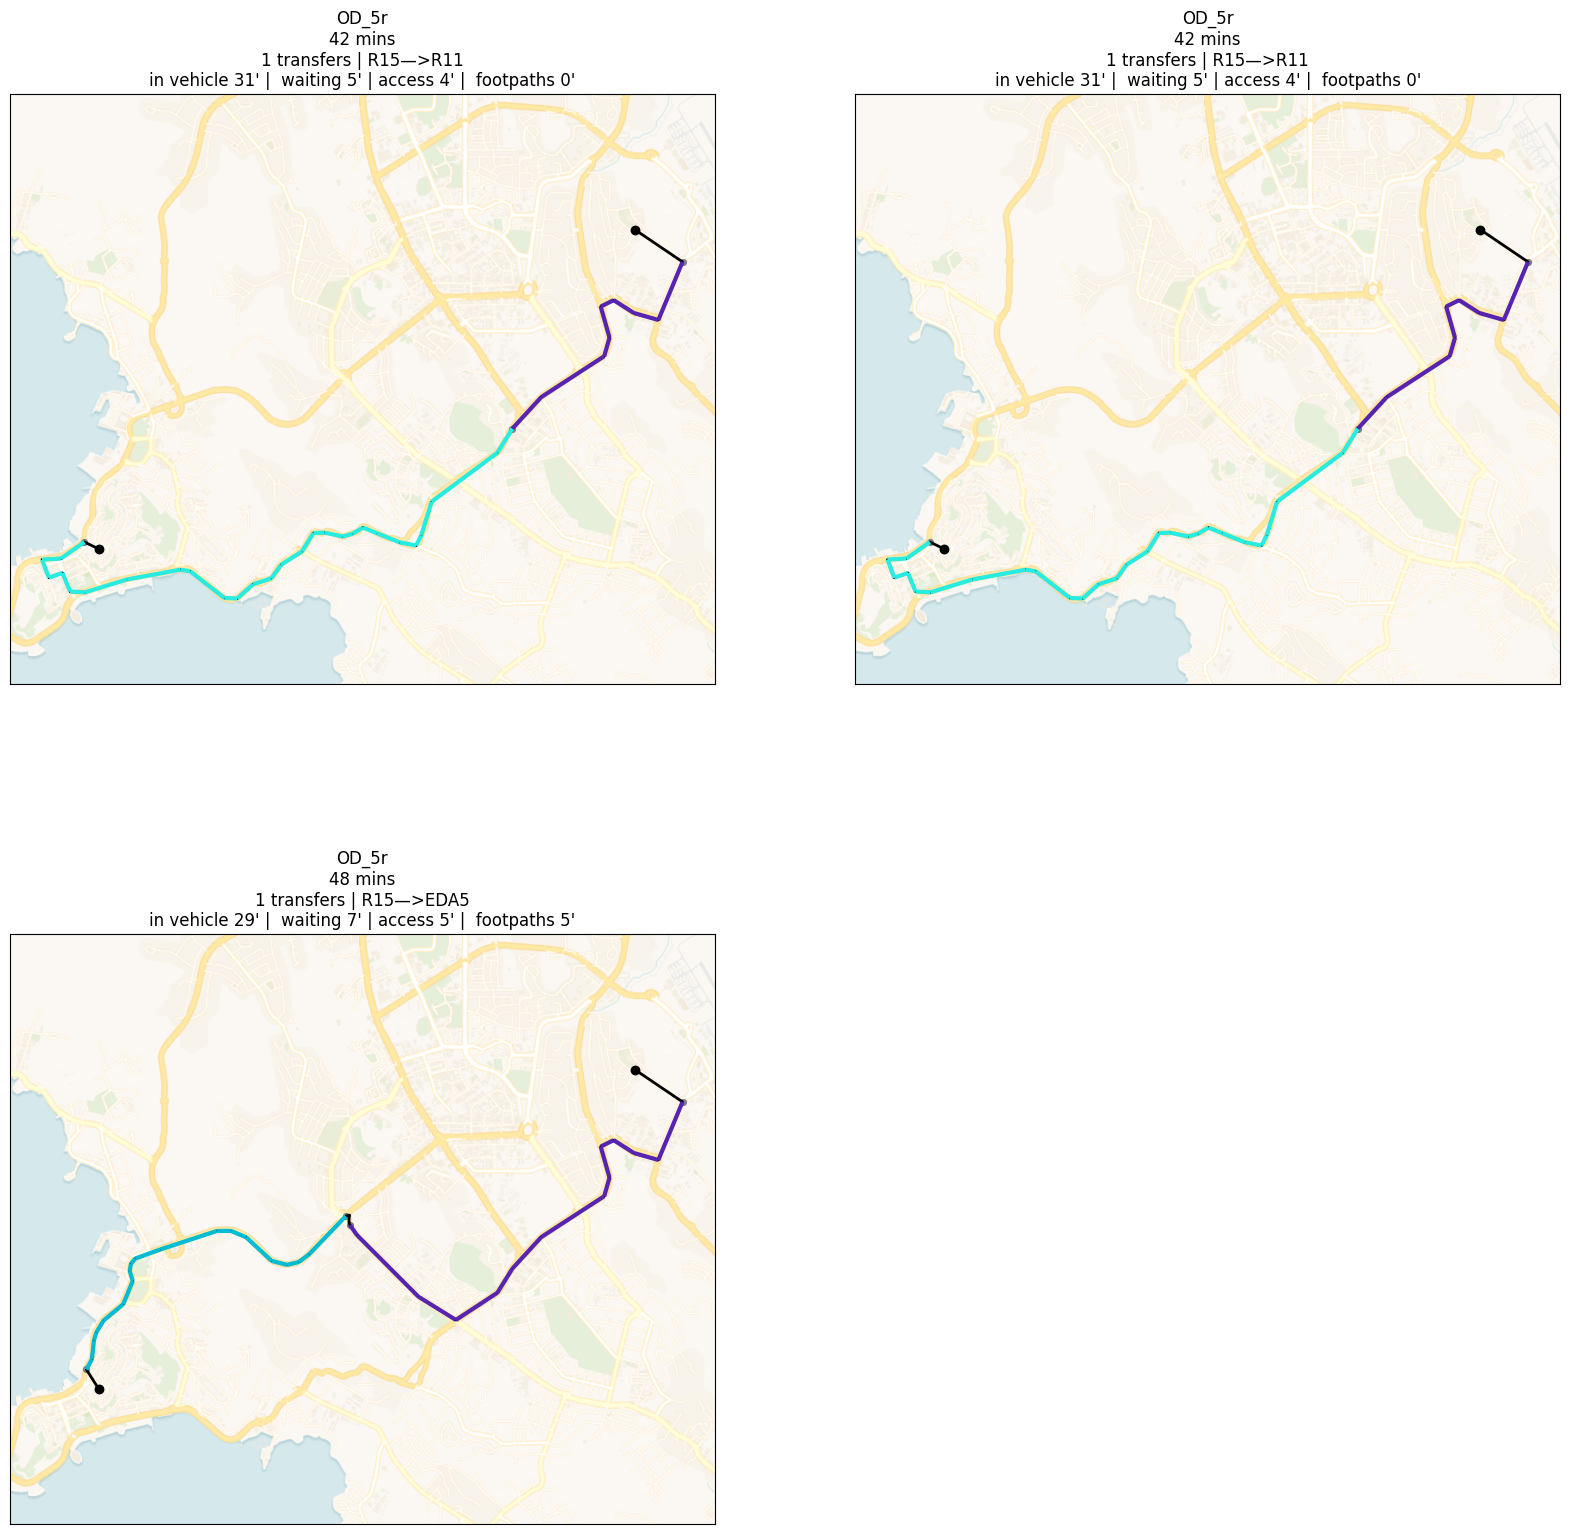 OD_5r
42 mins
1 transfers | R15—>R11
in vehicle 31' |  waiting 5' | access 4' |  footpaths 0'
OD_5r
42 mins
1 transfers | R15—>R11
in vehicle 31' |  waiting 5' | access 4' |  footpaths 0'
OD_5r
48 mins
1 transfers | R15—>EDA5
in vehicle 29' |  waiting 7' | access 5' |  footpaths 5'